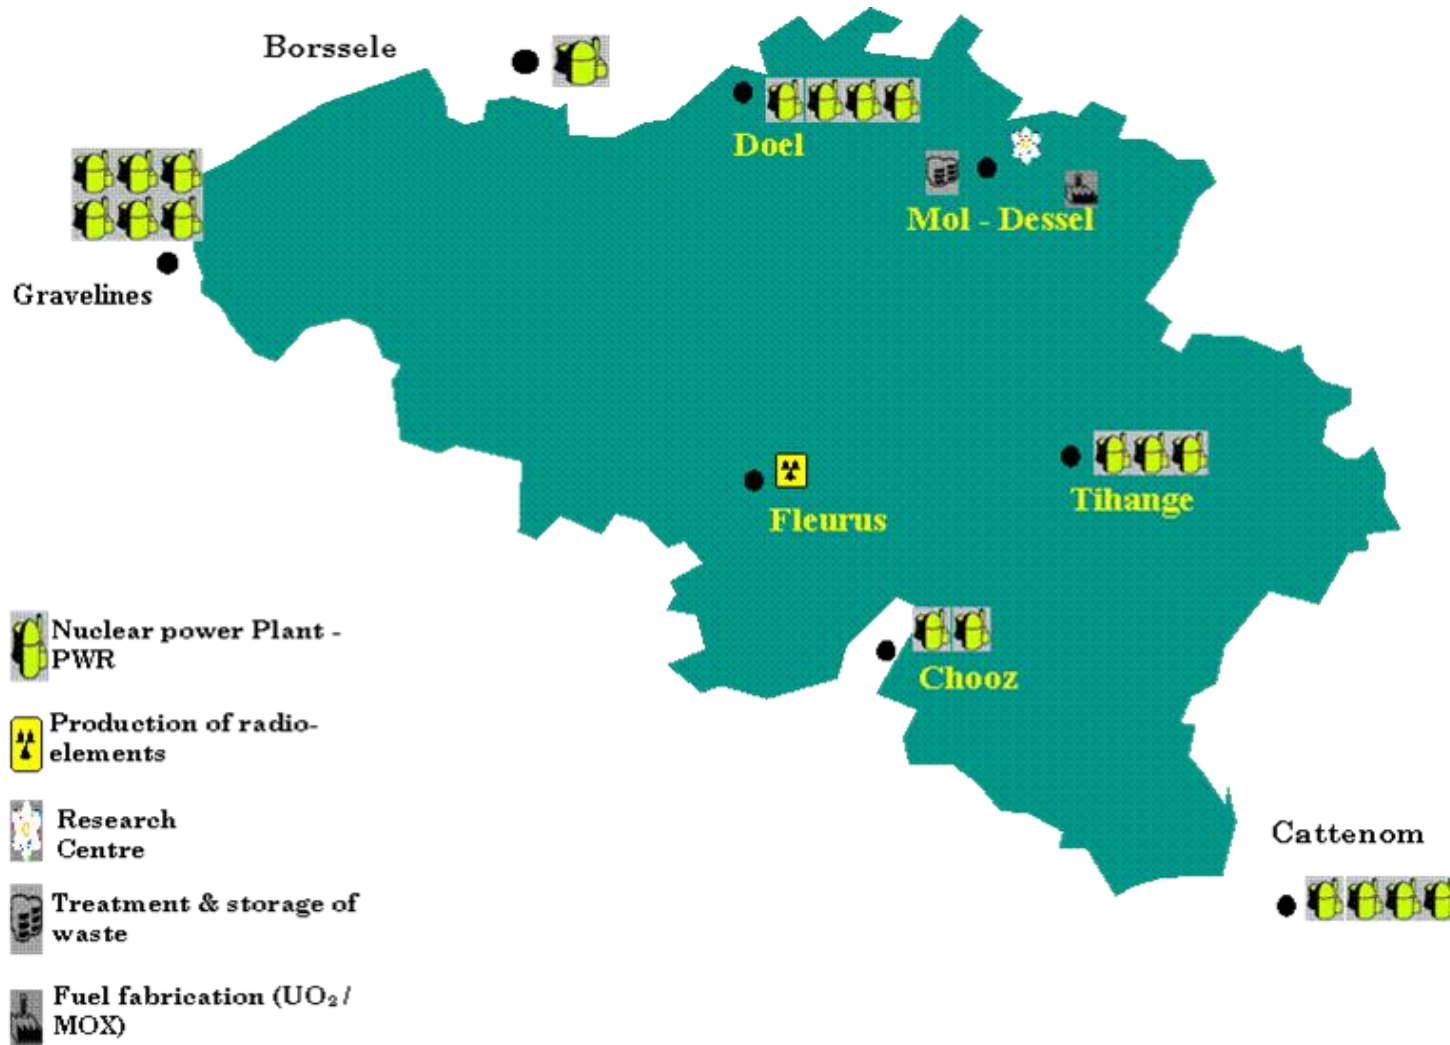 Borssele
Doel
Mol - Dessel
Gravelines
Tihange
Fleurus
Chooz
Cattenom
Nuclear power Plant -
PWR
Production of radio-
elements
Research
Centre
Treatment & storage of
waste
Fuel fabrication (UO₂ /
MOX)